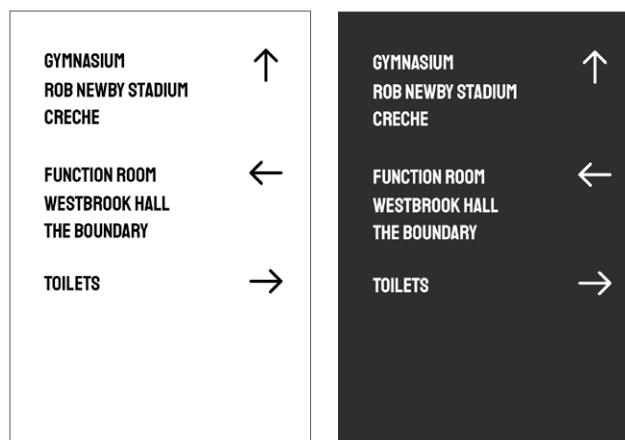 GYMNASIUM
ROB NEWBY STADIUM
CRECHE
FUNCTION ROOM
WESTBROOK HALL
THE BOUNDARY
TOILETS
GYMNASIUM
ROB NEWBY STADIUM
CRECHE
FUNCTION ROOM
WESTBROOK HALL
THE BOUNDARY
TOILETS